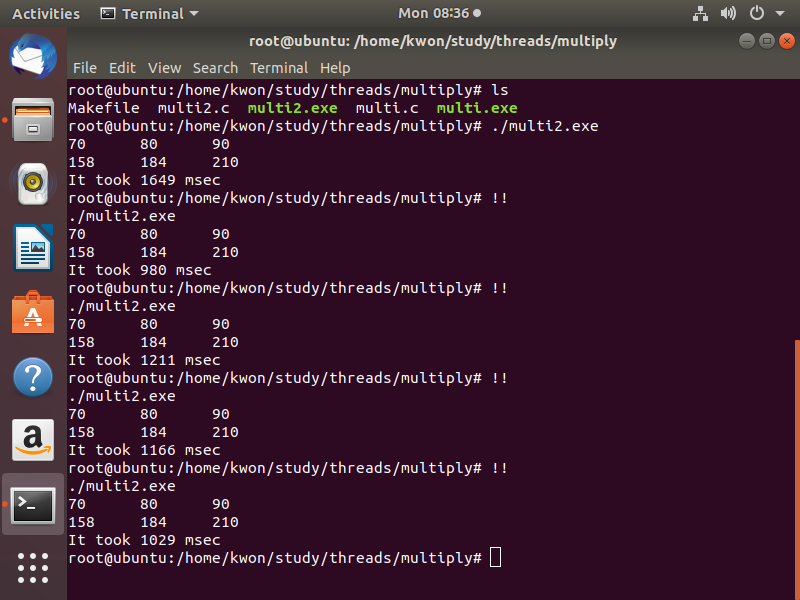 Activities Terminal Mon 08:36
root@ubuntu: /home/kwon/study/threads/multiply
File Edit View Search Terminal Help
root@ubuntu:/home/kwon/study/threads/multiply# ls
Makefile  multi2.c  multi2.exe  multi.c  multi.exe
root@ubuntu:/home/kwon/study/threads/multiply# ./multi2.exe
70      80      90
158     184     210
It took 1649 msec
root@ubuntu:/home/kwon/study/threads/multiply# !!
./multi2.exe
70      80      90
158     184     210
It took 980 msec
root@ubuntu:/home/kwon/study/threads/multiply# !!
./multi2.exe
70      80      90
158     184     210
It took 1211 msec
root@ubuntu:/home/kwon/study/threads/multiply# !!
./multi2.exe
70      80      90
158     184     210
It took 1166 msec
root@ubuntu:/home/kwon/study/threads/multiply# !!
./multi2.exe
70      80      90
158     184     210
It took 1029 msec
root@ubuntu:/home/kwon/study/threads/multiply#